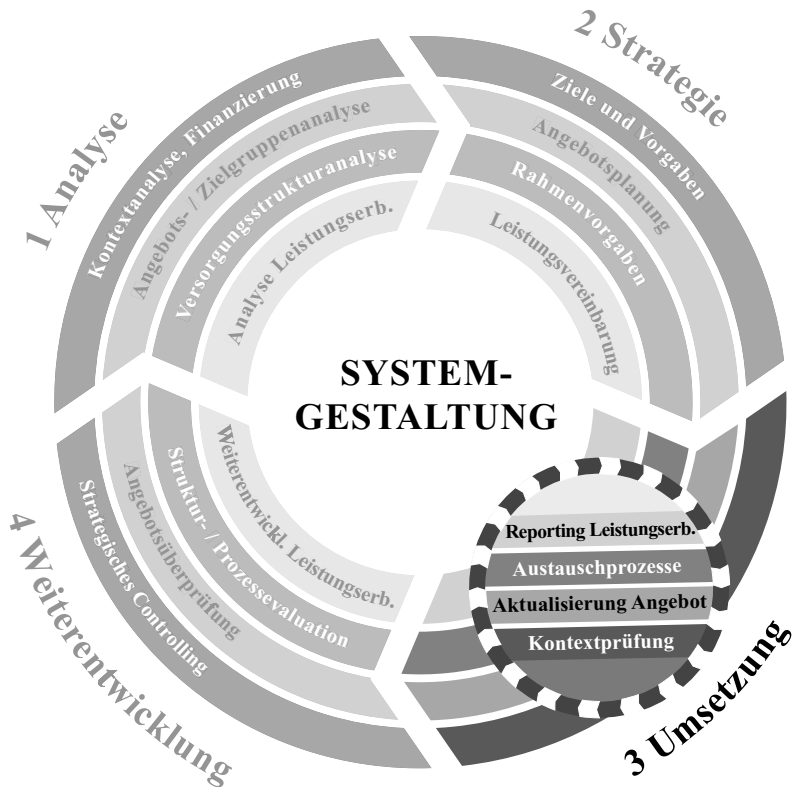 1 Analyse
Kontextanalyse, Finanzierung
Angebots- / Zielgruppenanalyse
Versorgungsstrukturanalyse
Analyse Leistungserb.
2 Strategie
Ziele und Vorgaben
Angebotsplanung
Rahmenvorgaben
Leistungsvereinbarung
SYSTEM-
GESTALTUNG
3 Umsetzung
Reporting Leistungserb.
Austauschprozesse
Aktualisierung Angebot
Kontextprüfung
4 Weiterentwicklung
Strategisches Controlling
Angebotsüberprüfung
Struktur- / Prozessevaluation
Weiterentwickl. Leistungserb.